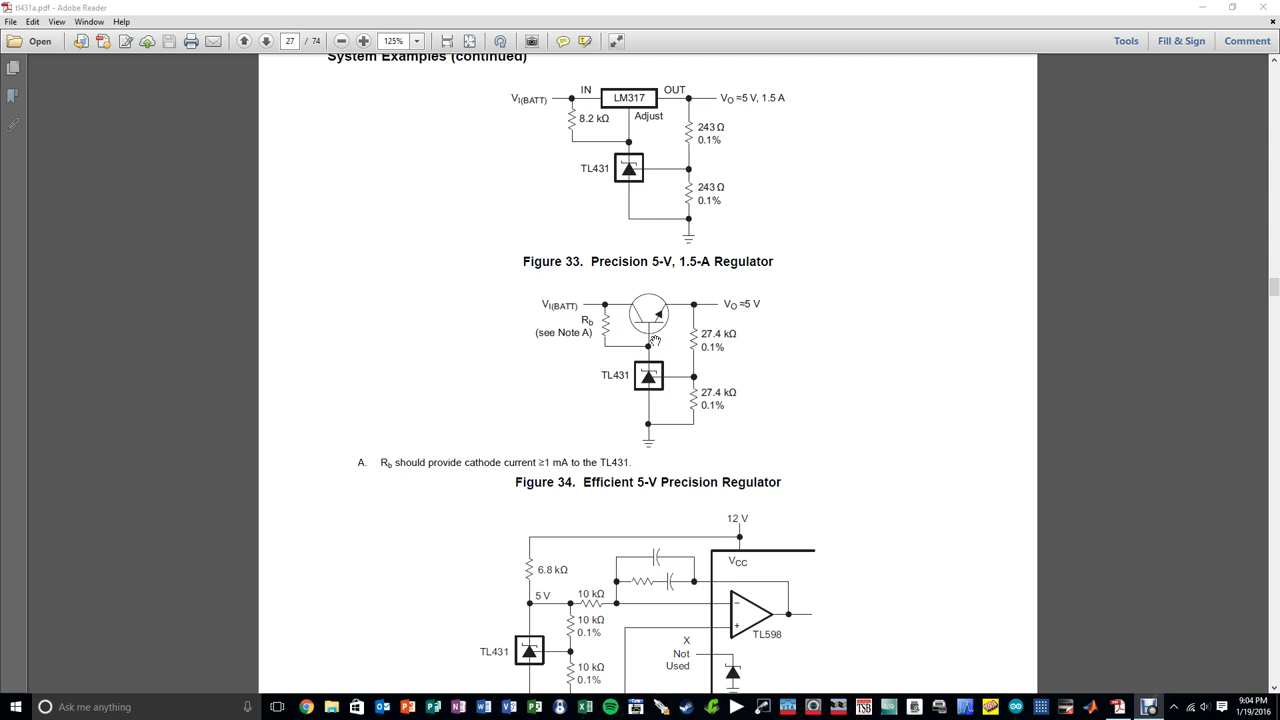 tl431a.pdf - Adobe Reader
File Edit View Window Help
Open 27 / 74 125% Tools Fill & Sign Comment
System Examples (continued)
IN OUT
VI(BATT) LM317 VO ≈5 V, 1.5 A
8.2 kΩ Adjust
243 Ω
0.1%
TL431
243 Ω
0.1%
Figure 33. Precision 5-V, 1.5-A Regulator
VI(BATT) VO ≈5 V
Rb
(see Note A)
27.4 kΩ
0.1%
TL431
27.4 kΩ
0.1%
A. Rb should provide cathode current ≥1 mA to the TL431.
Figure 34. Efficient 5-V Precision Regulator
12 V
VCC
6.8 kΩ
5 V 10 kΩ
−
10 kΩ
0.1%
+
TL598
X
Not
Used
TL431
10 kΩ
0.1%
Ask me anything
9:04 PM
1/19/2016